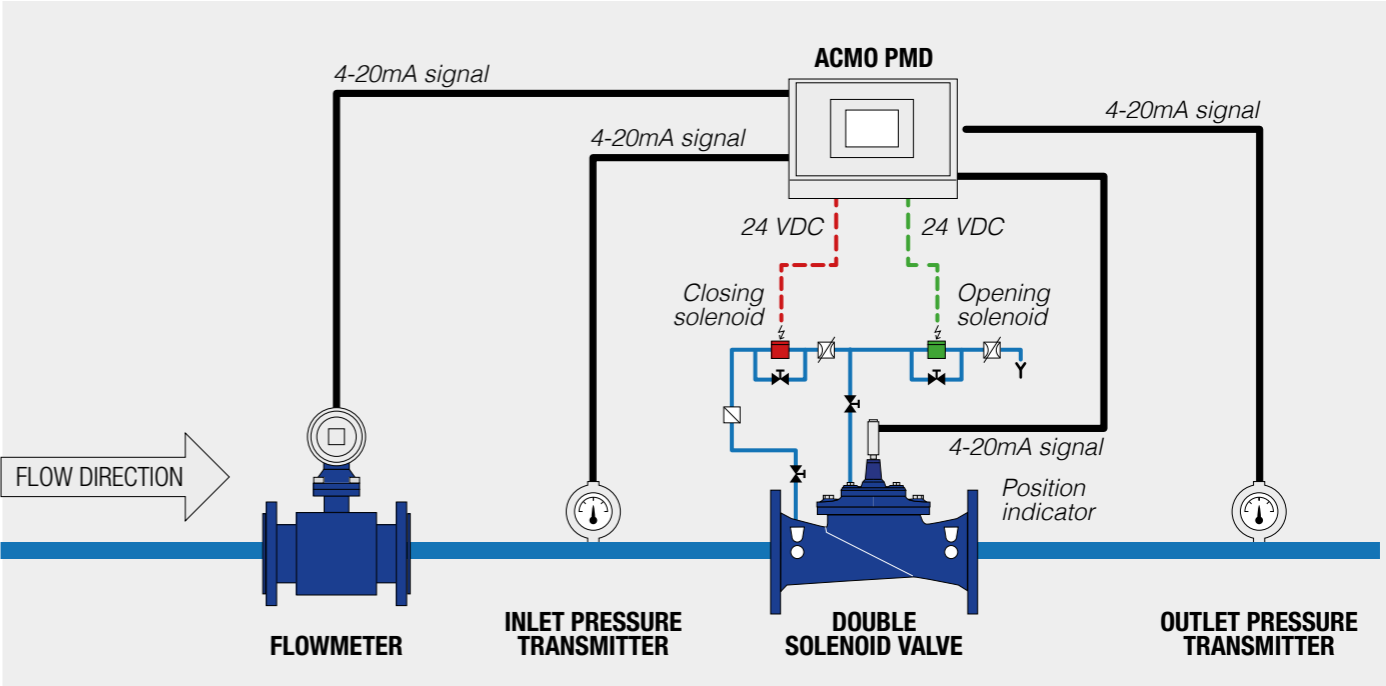 ACMO PMD
4-20mA signal
4-20mA signal
4-20mA signal
24 VDC
24 VDC
Closing
solenoid
Opening
solenoid
4-20mA signal
FLOW DIRECTION
Position
indicator
FLOWMETER
INLET PRESSURE
TRANSMITTER
DOUBLE
SOLENOID VALVE
OUTLET PRESSURE
TRANSMITTER